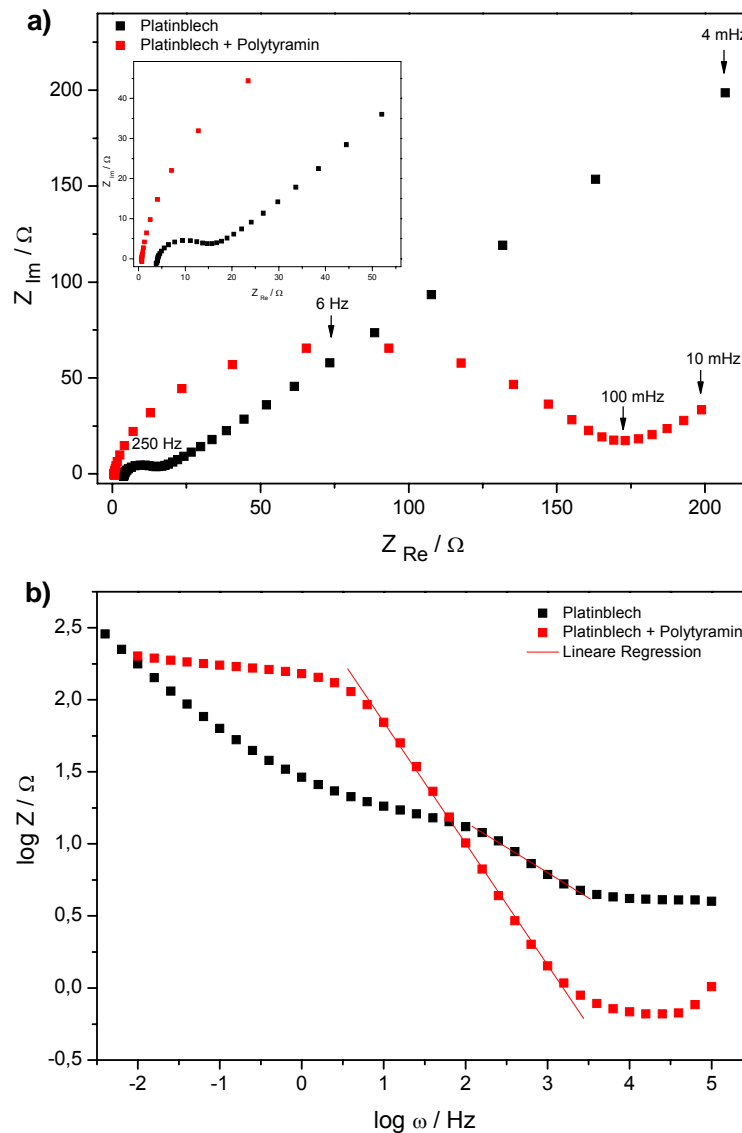 a)
Platinblech
Platinblech + Polytyramin
4 mHz
200
150
100
50
0
Z Im / Ω
40
30
20
10
0
Z Im / Ω
0 10 20 30 40 50
Z Re / Ω
6 Hz
250 Hz
100 mHz
10 mHz
0 50 100 150 200
Z Re / Ω
b)
Platinblech
Platinblech + Polytyramin
Lineare Regression
2,5
2,0
1,5
1,0
0,5
0,0
-0,5
log Z / Ω
-2 -1 0 1 2 3 4 5
log ω / Hz